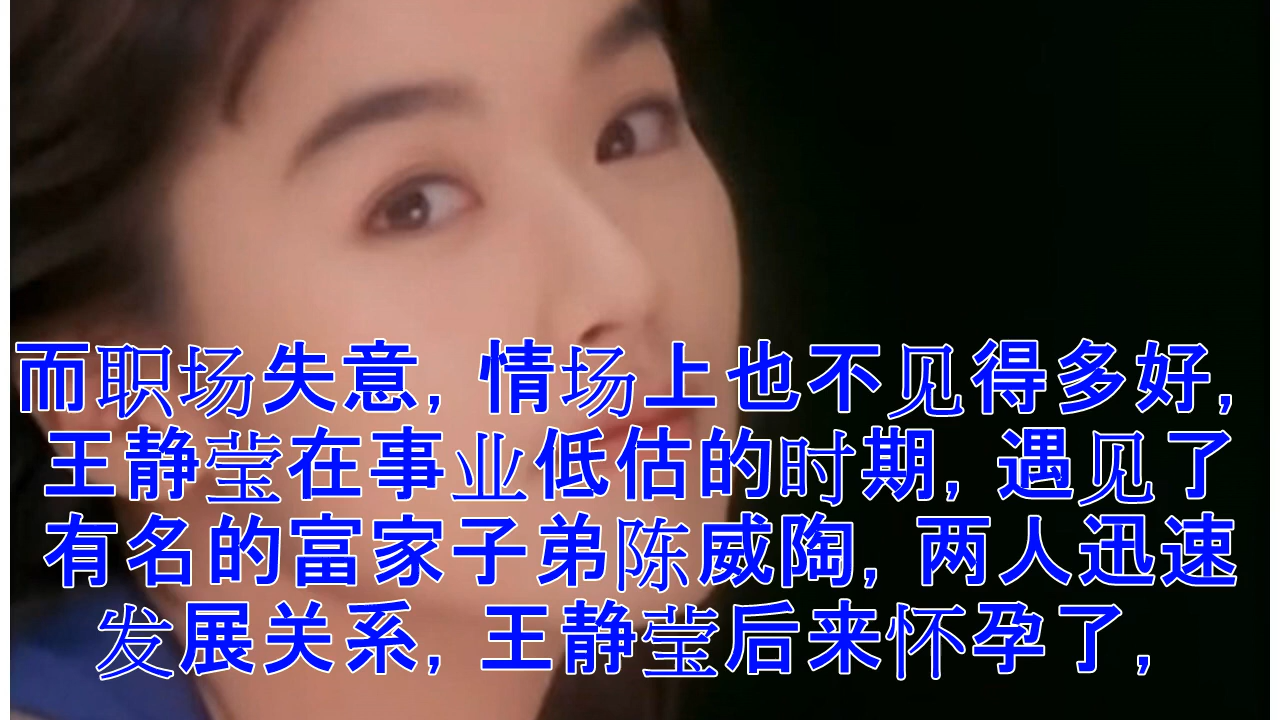 而职场失意,情场上也不见得多好,
王静莹在事业低估的时期,遇见了
有名的富家子弟陈威陶,两人迅速
发展关系,王静莹后来怀孕了,